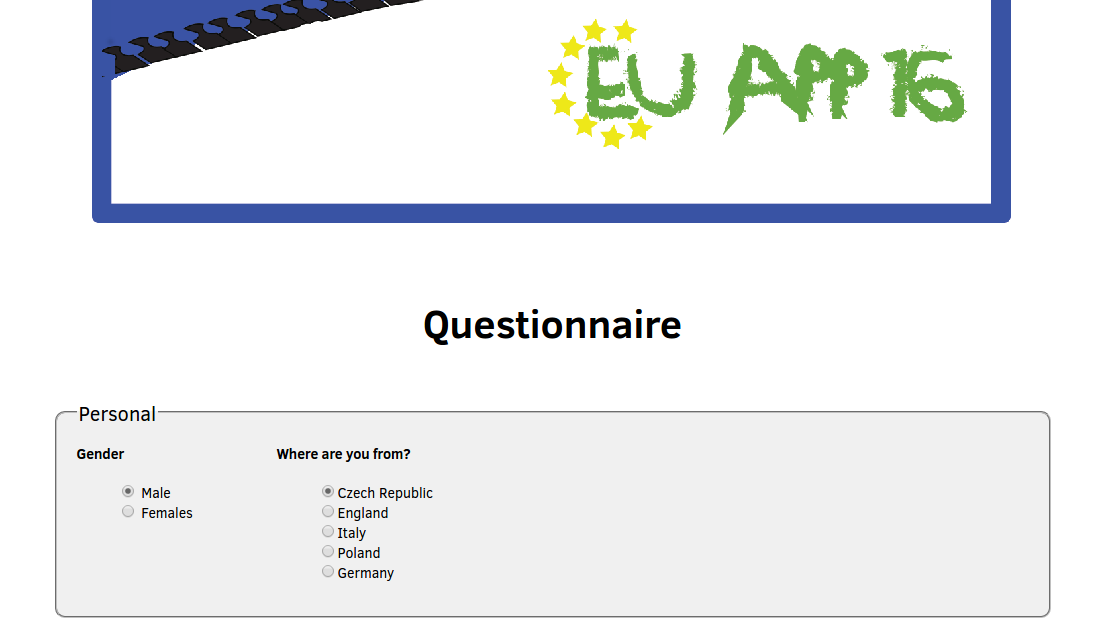 EU APP 16
Questionnaire
Personal
Gender
Where are you from?
Male
Females
Czech Republic
England
Italy
Poland
Germany